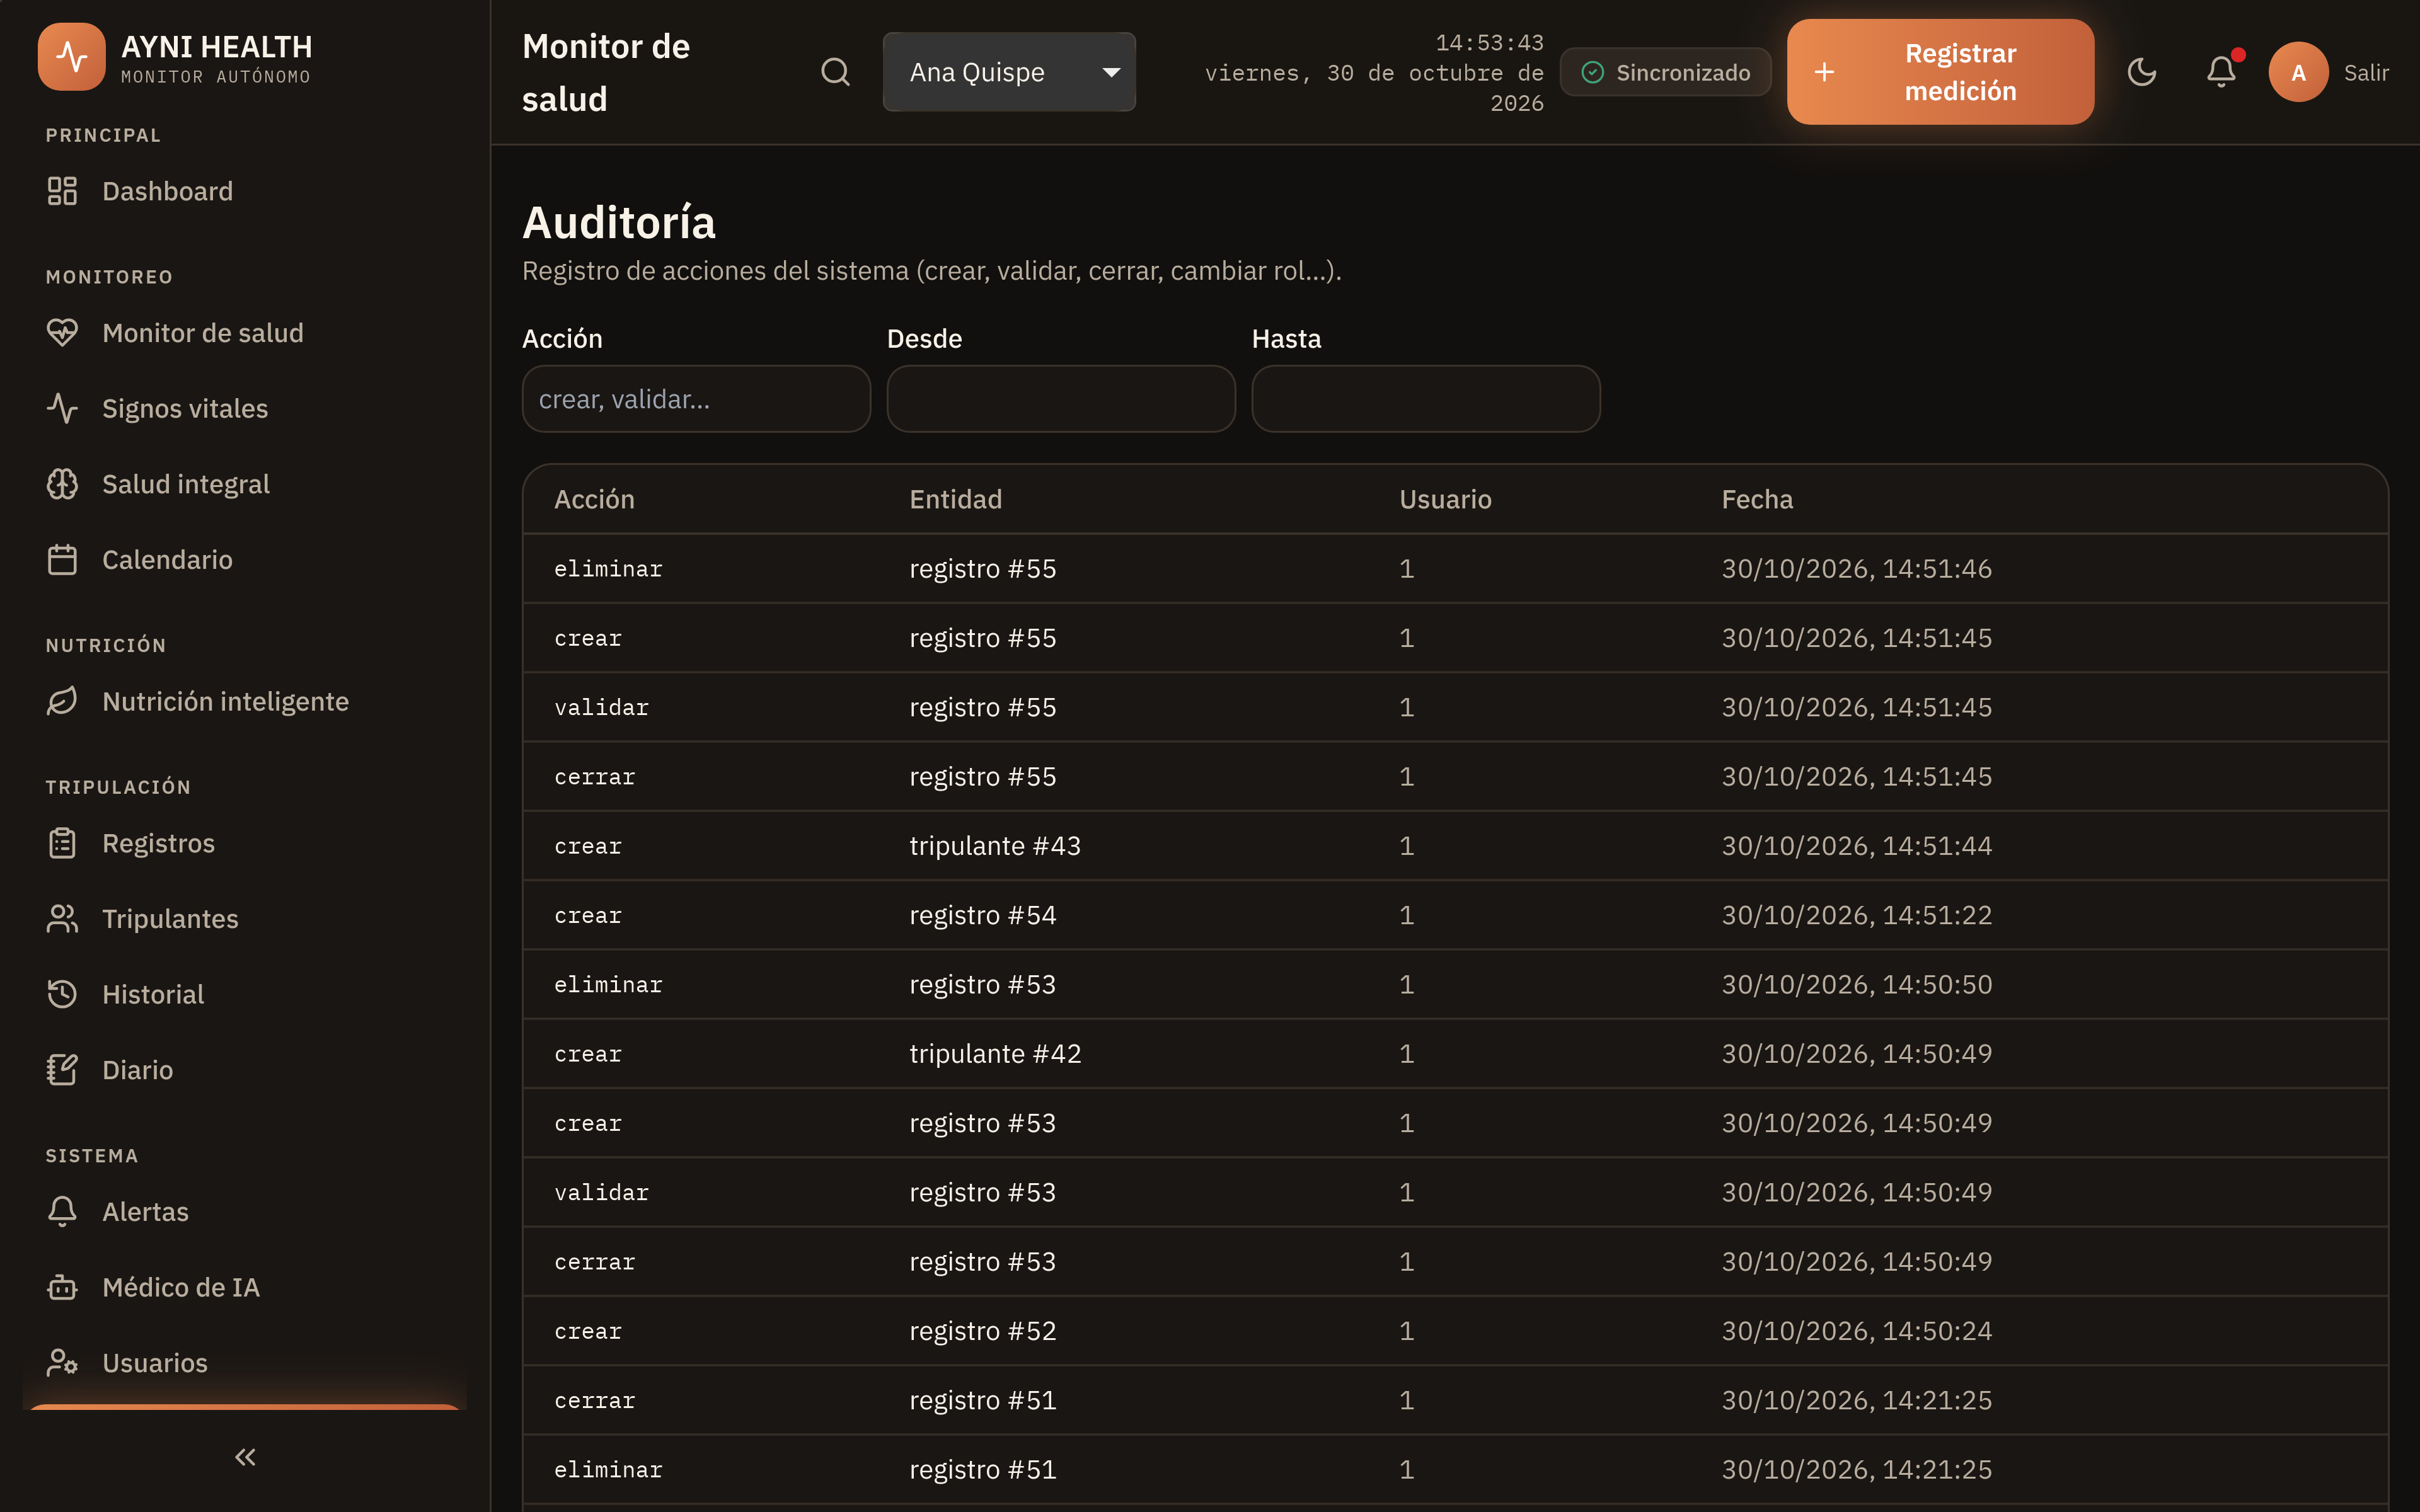 AYNI HEALTH
MONITOR AUTÓNOMO
PRINCIPAL
Dashboard
MONITOREO
Monitor de salud
Signos vitales
Salud integral
Calendario
NUTRICIÓN
Nutrición inteligente
TRIPULACIÓN
Registros
Tripulantes
Historial
Diario
SISTEMA
Alertas
Médico de IA
Usuarios
Monitor de
salud
Ana Quispe
14:53:43
viernes, 30 de octubre de
2026
Sincronizado
Registrar
medición
A
Salir
Auditoría
Registro de acciones del sistema (crear, validar, cerrar, cambiar rol...).
Acción Desde Hasta
crear, validar...
Acción Entidad Usuario Fecha
eliminar registro #55 1 30/10/2026, 14:51:46
crear registro #55 1 30/10/2026, 14:51:45
validar registro #55 1 30/10/2026, 14:51:45
cerrar registro #55 1 30/10/2026, 14:51:45
crear tripulante #43 1 30/10/2026, 14:51:44
crear registro #54 1 30/10/2026, 14:51:22
eliminar registro #53 1 30/10/2026, 14:50:50
crear tripulante #42 1 30/10/2026, 14:50:49
crear registro #53 1 30/10/2026, 14:50:49
validar registro #53 1 30/10/2026, 14:50:49
cerrar registro #53 1 30/10/2026, 14:50:49
crear registro #52 1 30/10/2026, 14:50:24
cerrar registro #51 1 30/10/2026, 14:21:25
eliminar registro #51 1 30/10/2026, 14:21:25